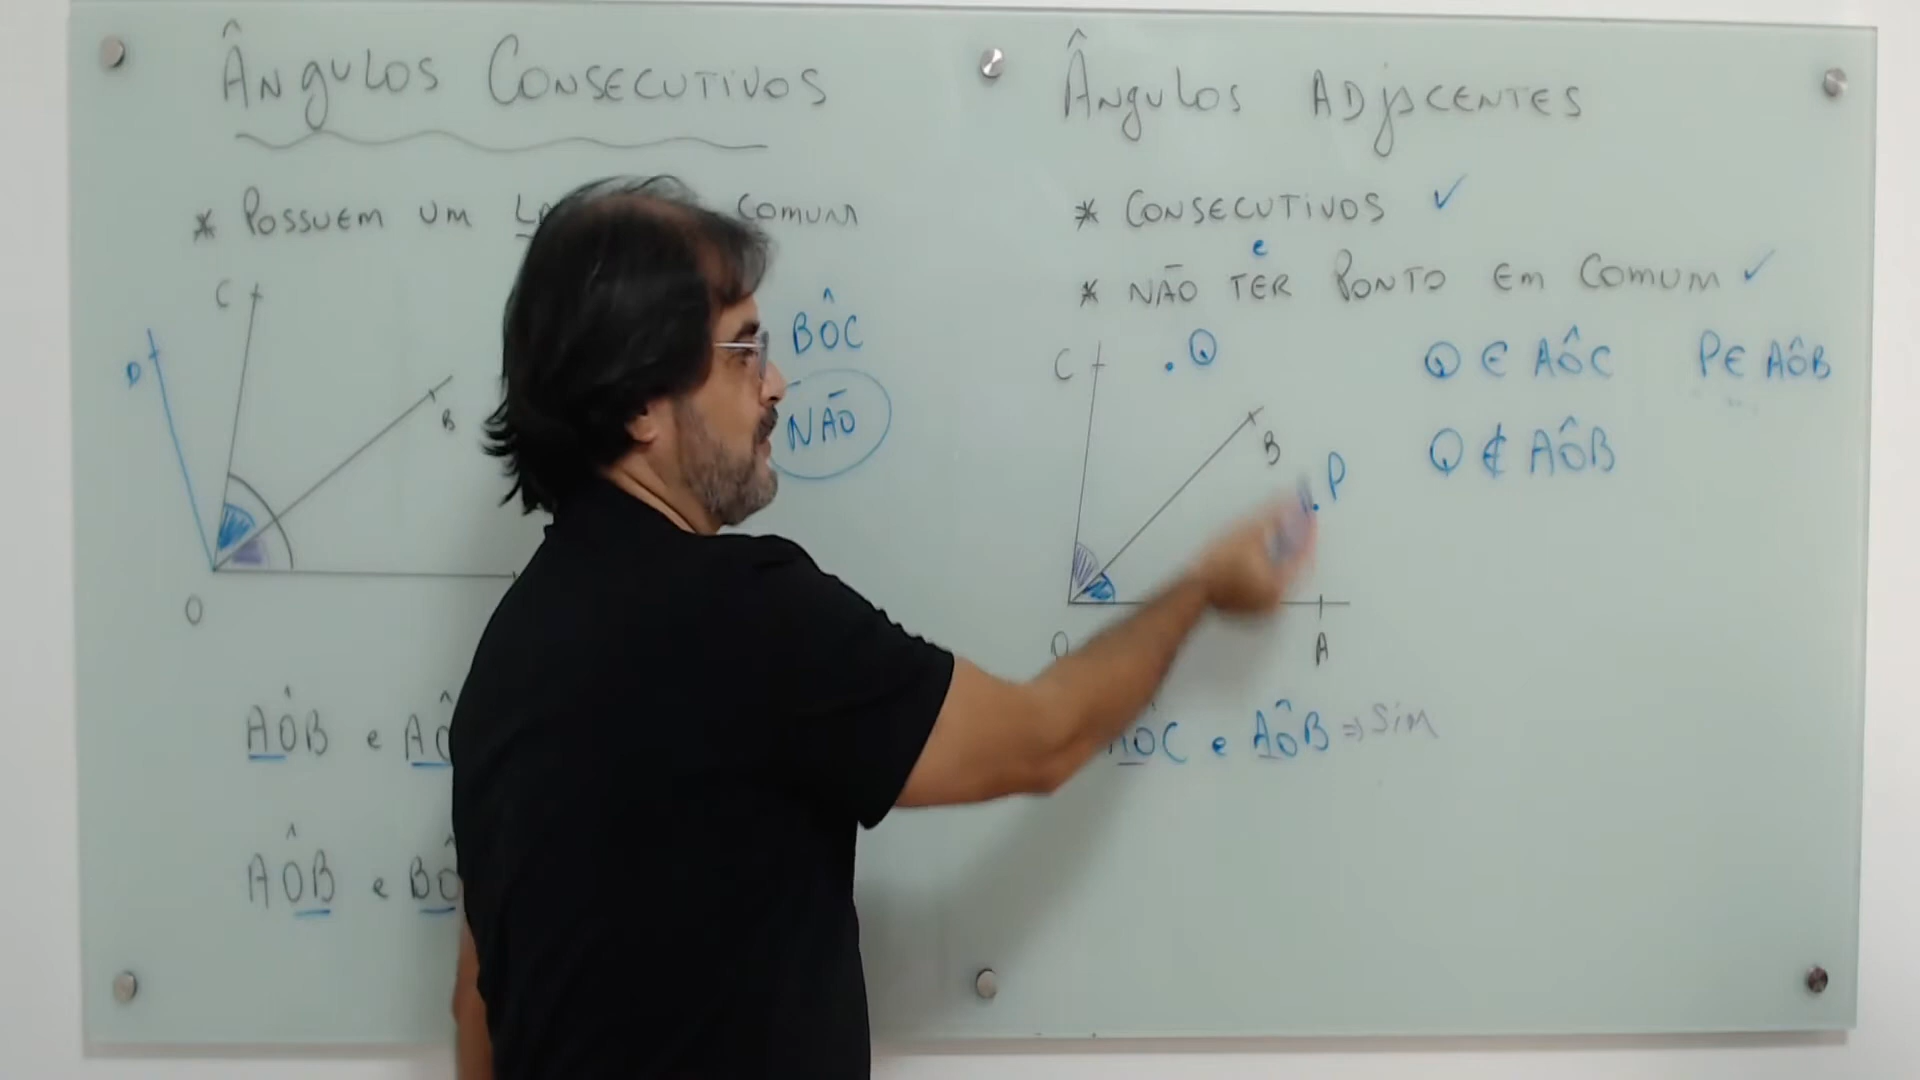 Ângulos Consecutivos
* Possuem um comum
C
D
B
O
BÔC
NÃO
AÔB e
AÔB e
Ângulos Adjacentes
* Consecutivos ✓
e
* Não ter ponto em comum ✓
C
. Q
B
. P
A
Q ∈ AÔC P ∈ AÔB
Q ∉ AÔB
AÔC e AÔB ⇒ Sim